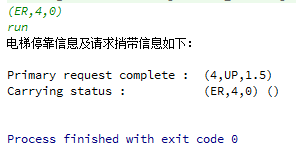 (ER,4,0)
run
电梯停靠信息及请求捎带信息如下：
Primary request complete : (4,UP,1.5)
Carrying status : (ER,4,0) ()
Process finished with exit code 0